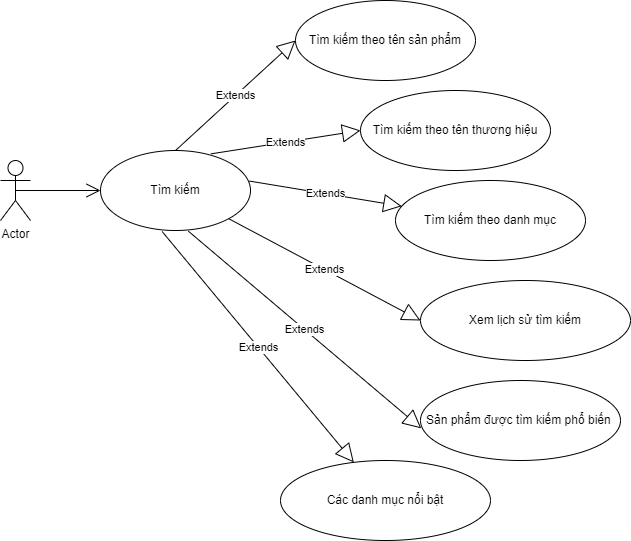 Tìm kiếm theo tên sản phẩm
Extends
Tìm kiếm theo tên thương hiệu
Extends
Tìm kiếm
Extends
Tìm kiếm theo danh mục
Actor
Extends
Xem lịch sử tìm kiếm
Extends
Extends
Sản phẩm được tìm kiếm phổ biến
Các danh mục nổi bật